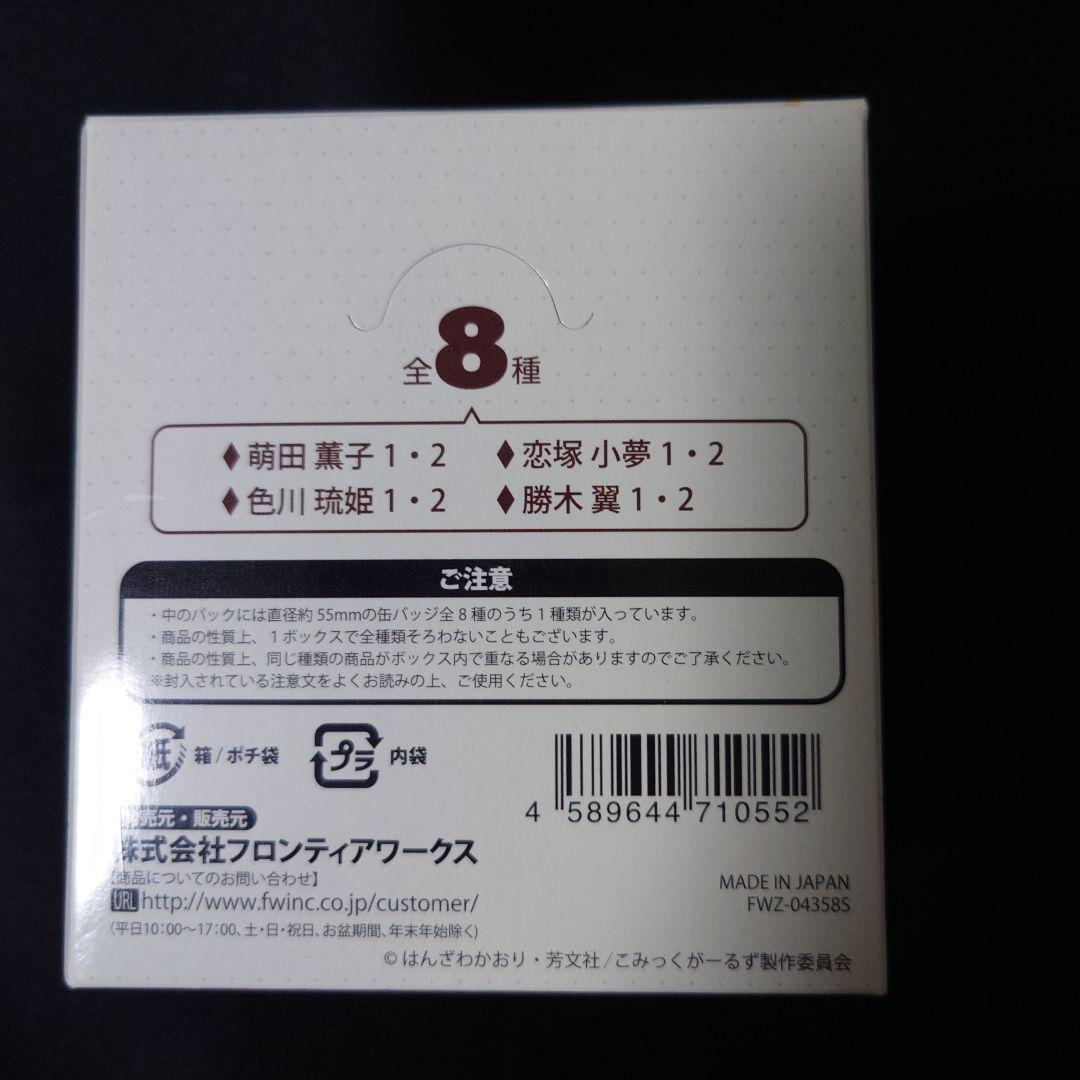 全8種
♦萌田 薫子 1・2 ♦恋塚 小夢 1・2
♦色川 琉姫 1・2 ♦勝木 翼 1・2
ご注意
・中のパックには直径約55mmの缶バッジ全8種のうち1種類が入っています。
・商品の性質上、1ボックスで全種類そろわないこともございます。
・商品の性質上、同じ種類の商品がボックス内で重なる場合がありますのでご了承ください。
※封入されている注意文をよくお読みの上、ご使用ください。
紙 箱/ポチ袋 プラ 内袋
4 589644 710552
発売元・販売元
株式会社フロンティアワークス
【商品についてのお問い合わせ】
URL http://www.fwinc.co.jp/customer/
(平日10:00〜17:00、土・日・祝日、お盆期間、年末年始除く)
MADE IN JAPAN
FWZ-04358S
©はんざわかおり・芳文社/こみっくがーるず製作委員会